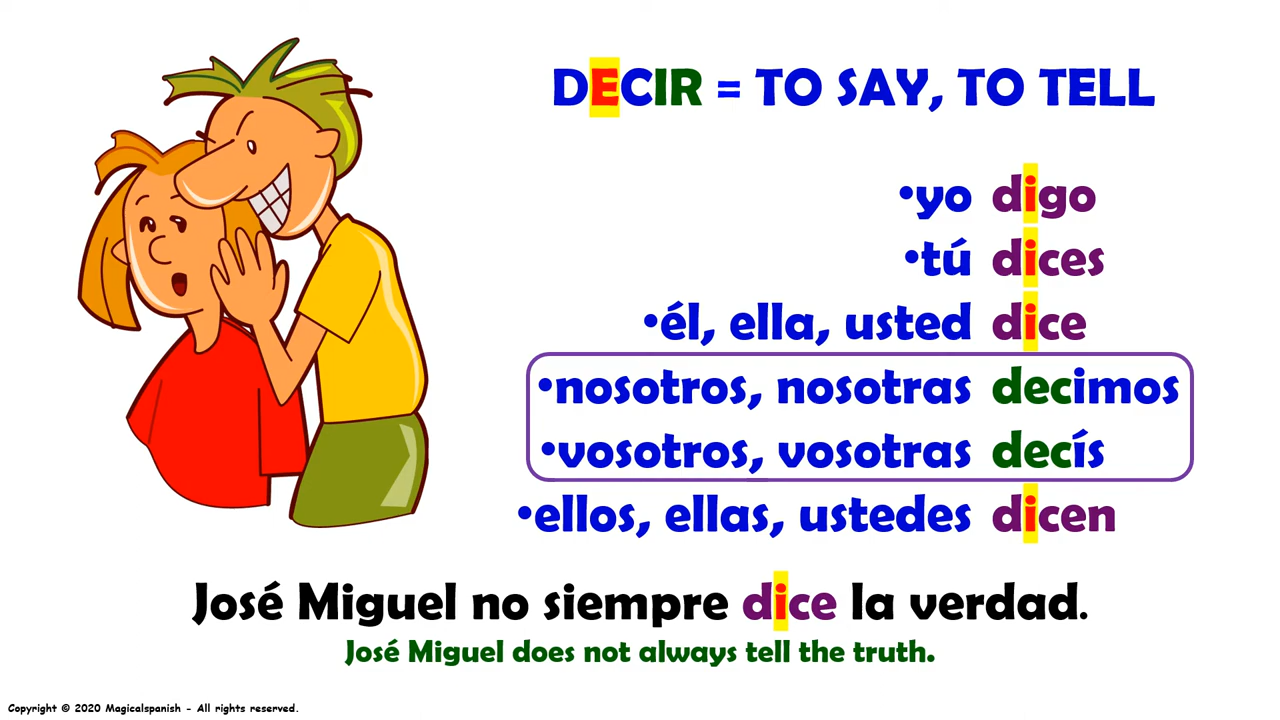 DECIR = TO SAY, TO TELL
•yo digo
•tú dices
•él, ella, usted dice
•nosotros, nosotras decimos
•vosotros, vosotras decís
•ellos, ellas, ustedes dicen
José Miguel no siempre dice la verdad.
José Miguel does not always tell the truth.
Copyright © 2020 Magicalspanish - All rights reserved.